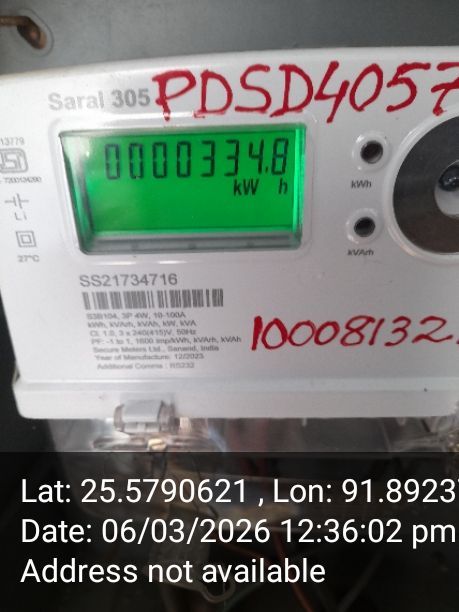 Saral 305 PDSD4057
13779
0000334.8
kW h
kWh
Li
kVArh
27°C
SS21734716
S3B104, 3P 4W, 10-100A
kWh, kVArh, kVAh, kW, kVA
Cl. 1.0, 3 x 240(415)V, 50Hz
PF: -1 to 1, 1600 Imp/kWh, kVArh, kVAh
Secure Meters Ltd., Sanand, India
Year of Manufacture: 12/2023
Additional Comms : RS232
10008132
Lat: 25.5790621 , Lon: 91.8923
Date: 06/03/2026 12:36:02 pm
Address not available